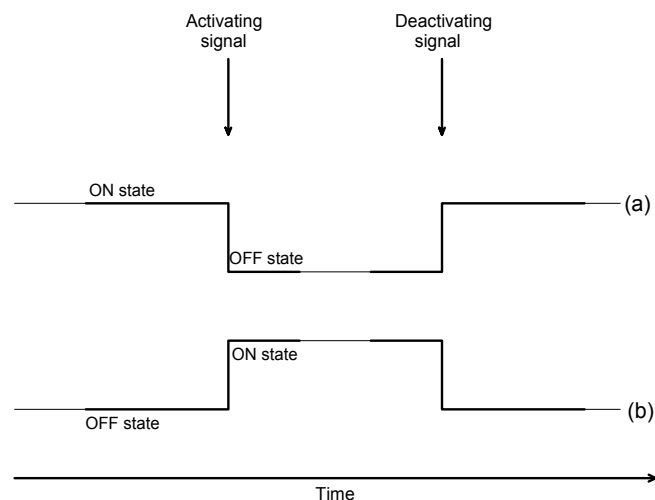 Activating
signal
Deactivating
signal
ON state
(a)
OFF state
ON state
(b)
OFF state
Time